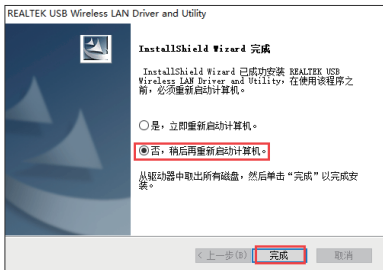 REALTEK USB Wireless LAN Driver and Utility
InstallShield Wizard 完成
InstallShield Wizard 已成功安装 REALTEK USB
Wireless LAN Driver and Utility，在使用该程序之
前，必须重新启动计算机。
是，立即重新启动计算机。
否，稍后再重新启动计算机。
从驱动器中取出所有磁盘，然后单击“完成”以完成安
装。
< 上一步(B)
完成
取消